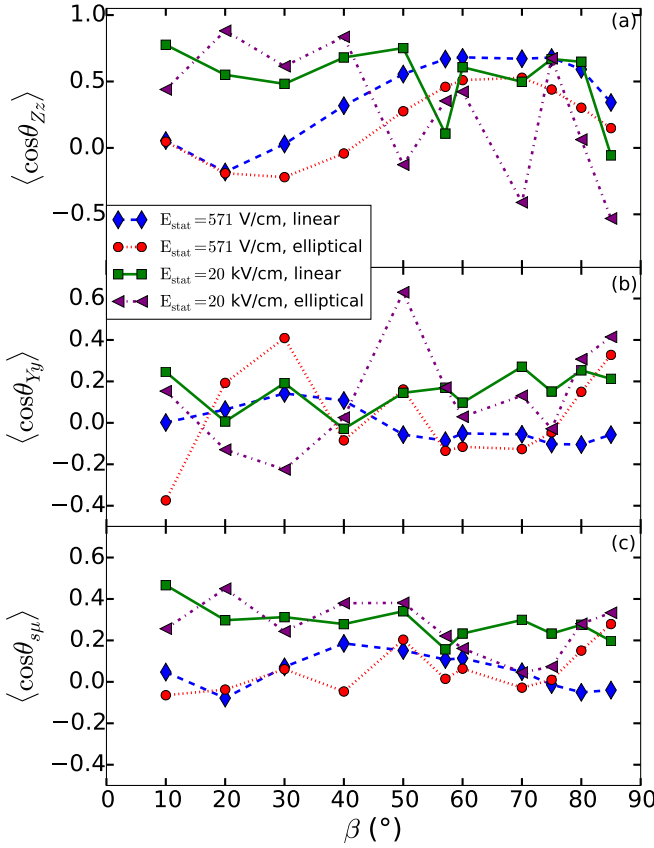 (a)
1.0
0.5
0.0
−0.5
⟨cosθ_Zz⟩
E_stat=571 V/cm, linear
E_stat=571 V/cm, elliptical
E_stat=20 kV/cm, linear
E_stat=20 kV/cm, elliptical
(b)
0.6
0.4
0.2
0.0
−0.2
−0.4
⟨cosθ_Yy⟩
(c)
0.6
0.4
0.2
0.0
−0.2
−0.4
⟨cosθ_sμ⟩
0 10 20 30 40 50 60 70 80 90
β (°)